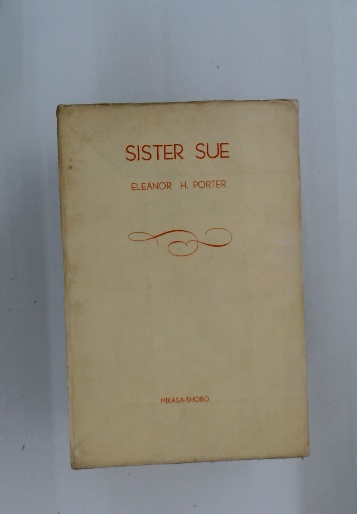 SISTER SUE
ELEANOR H. PORTER
MIKASA-SHOBO